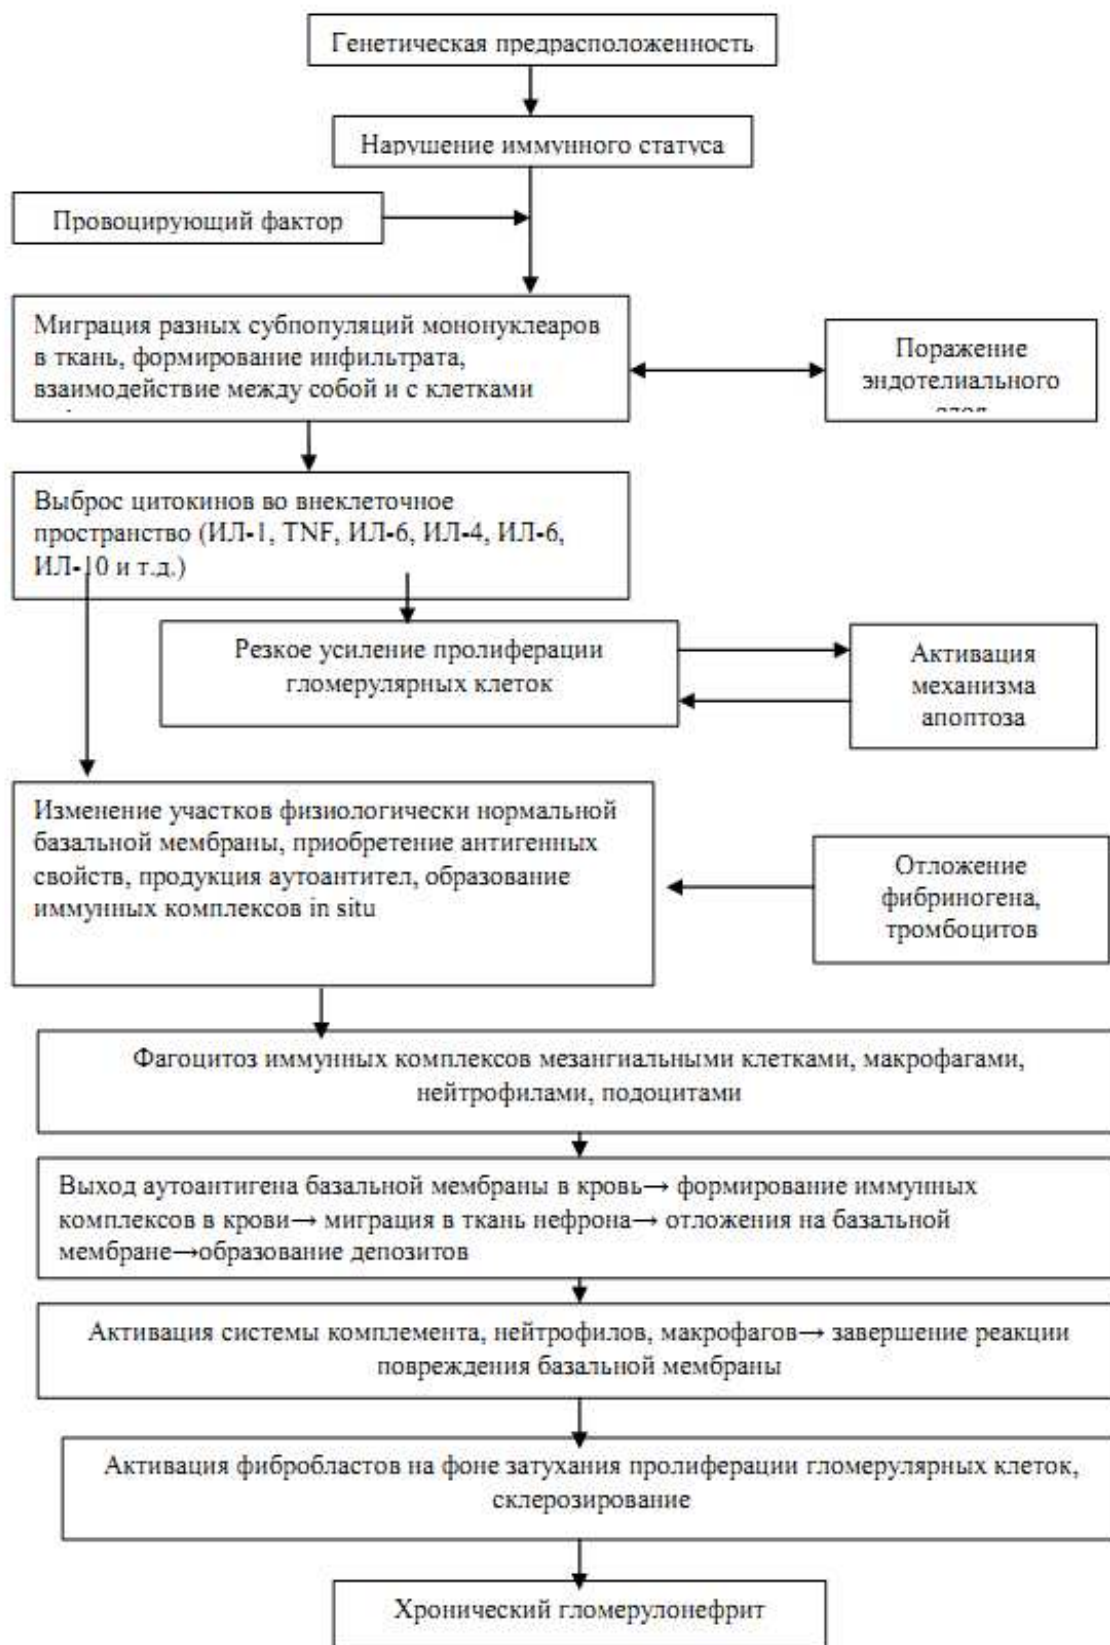 Генетическая предрасположенность
Нарушение иммунного статуса
Провоцирующий фактор
Миграция разных субпопуляций мононуклеаров
в ткань, формирование инфильтрата,
взаимодействие между собой и с клетками
Поражение
эндотелиального
Выброс цитокинов во внеклеточное
пространство (ИЛ-1, TNF, ИЛ-6, ИЛ-4, ИЛ-6,
ИЛ-10 и т.д.)
Резкое усиление пролиферации
гломерулярных клеток
Активация
механизма
апоптоза
Изменение участков физиологически нормальной
базальной мембраны, приобретение антигенных
свойств, продукция аутоантител, образование
иммунных комплексов in situ
Отложение
фибриногена,
тромбоцитов
Фагоцитоз иммунных комплексов мезангиальными клетками, макрофагами,
нейтрофилами, подоцитами
Выход аутоантигена базальной мембраны в кровь→ формирование иммунных
комплексов в крови→ миграция в ткань нефрона→ отложения на базальной
мембране→образование депозитов
Активация системы комплемента, нейтрофилов, макрофагов→ завершение реакции
повреждения базальной мембраны
Активация фибробластов на фоне затухания пролиферации гломерулярных клеток,
склерозирование
Хронический гломерулонефрит